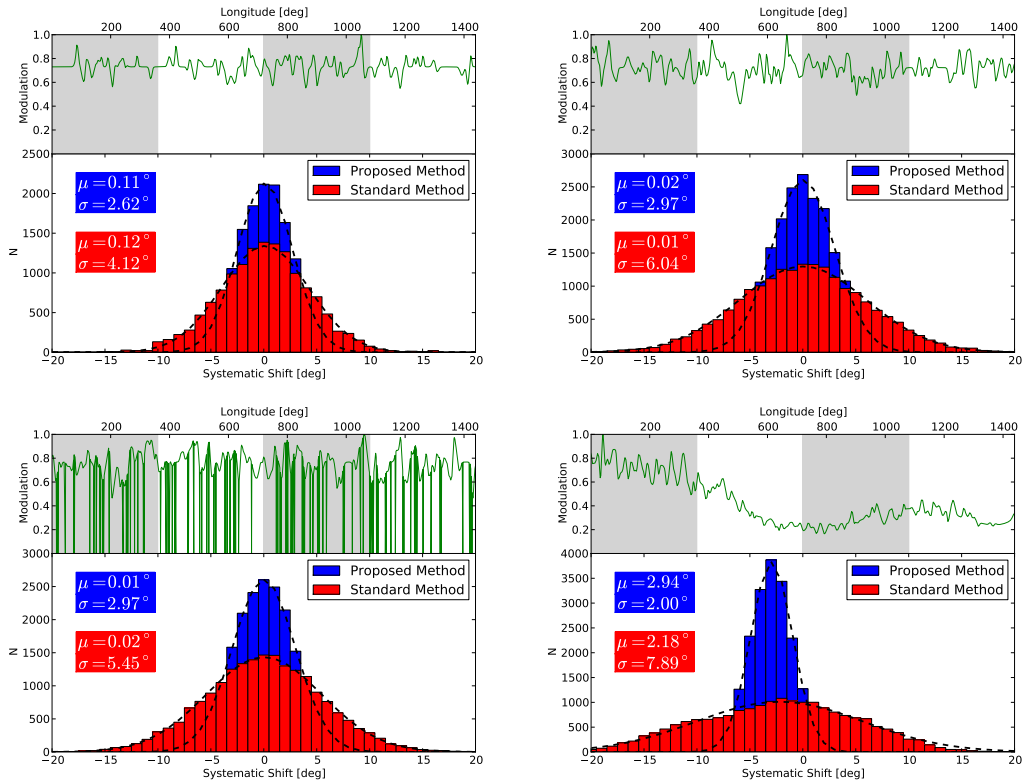 Longitude [deg]
200 400 600 800 1000 1200 1400
1.0
0.8
0.6
0.4
0.2
Modulation
2500
2000
1500
1000
500
0
N
μ=0.11°
σ=2.62°
μ=0.12°
σ=4.12°
Proposed Method
Standard Method
−20 −15 −10 −5 0 5 10 15 20
Systematic Shift [deg]
Longitude [deg]
200 400 600 800 1000 1200 1400
1.0
0.8
0.6
0.4
0.2
Modulation
3000
2500
2000
1500
1000
500
0
N
μ=0.02°
σ=2.97°
μ=0.01°
σ=6.04°
Proposed Method
Standard Method
−20 −15 −10 −5 0 5 10 15 20
Systematic Shift [deg]
Longitude [deg]
200 400 600 800 1000 1200 1400
1.0
0.8
0.6
0.4
0.2
Modulation
3000
2500
2000
1500
1000
500
0
N
μ=0.01°
σ=2.97°
μ=0.02°
σ=5.45°
Proposed Method
Standard Method
−20 −15 −10 −5 0 5 10 15 20
Systematic Shift [deg]
Longitude [deg]
200 400 600 800 1000 1200 1400
1.0
0.8
0.6
0.4
0.2
Modulation
4000
3500
3000
2500
2000
1500
1000
500
0
N
μ=2.94°
σ=2.00°
μ=2.18°
σ=7.89°
Proposed Method
Standard Method
−20 −15 −10 −5 0 5 10 15 20
Systematic Shift [deg]